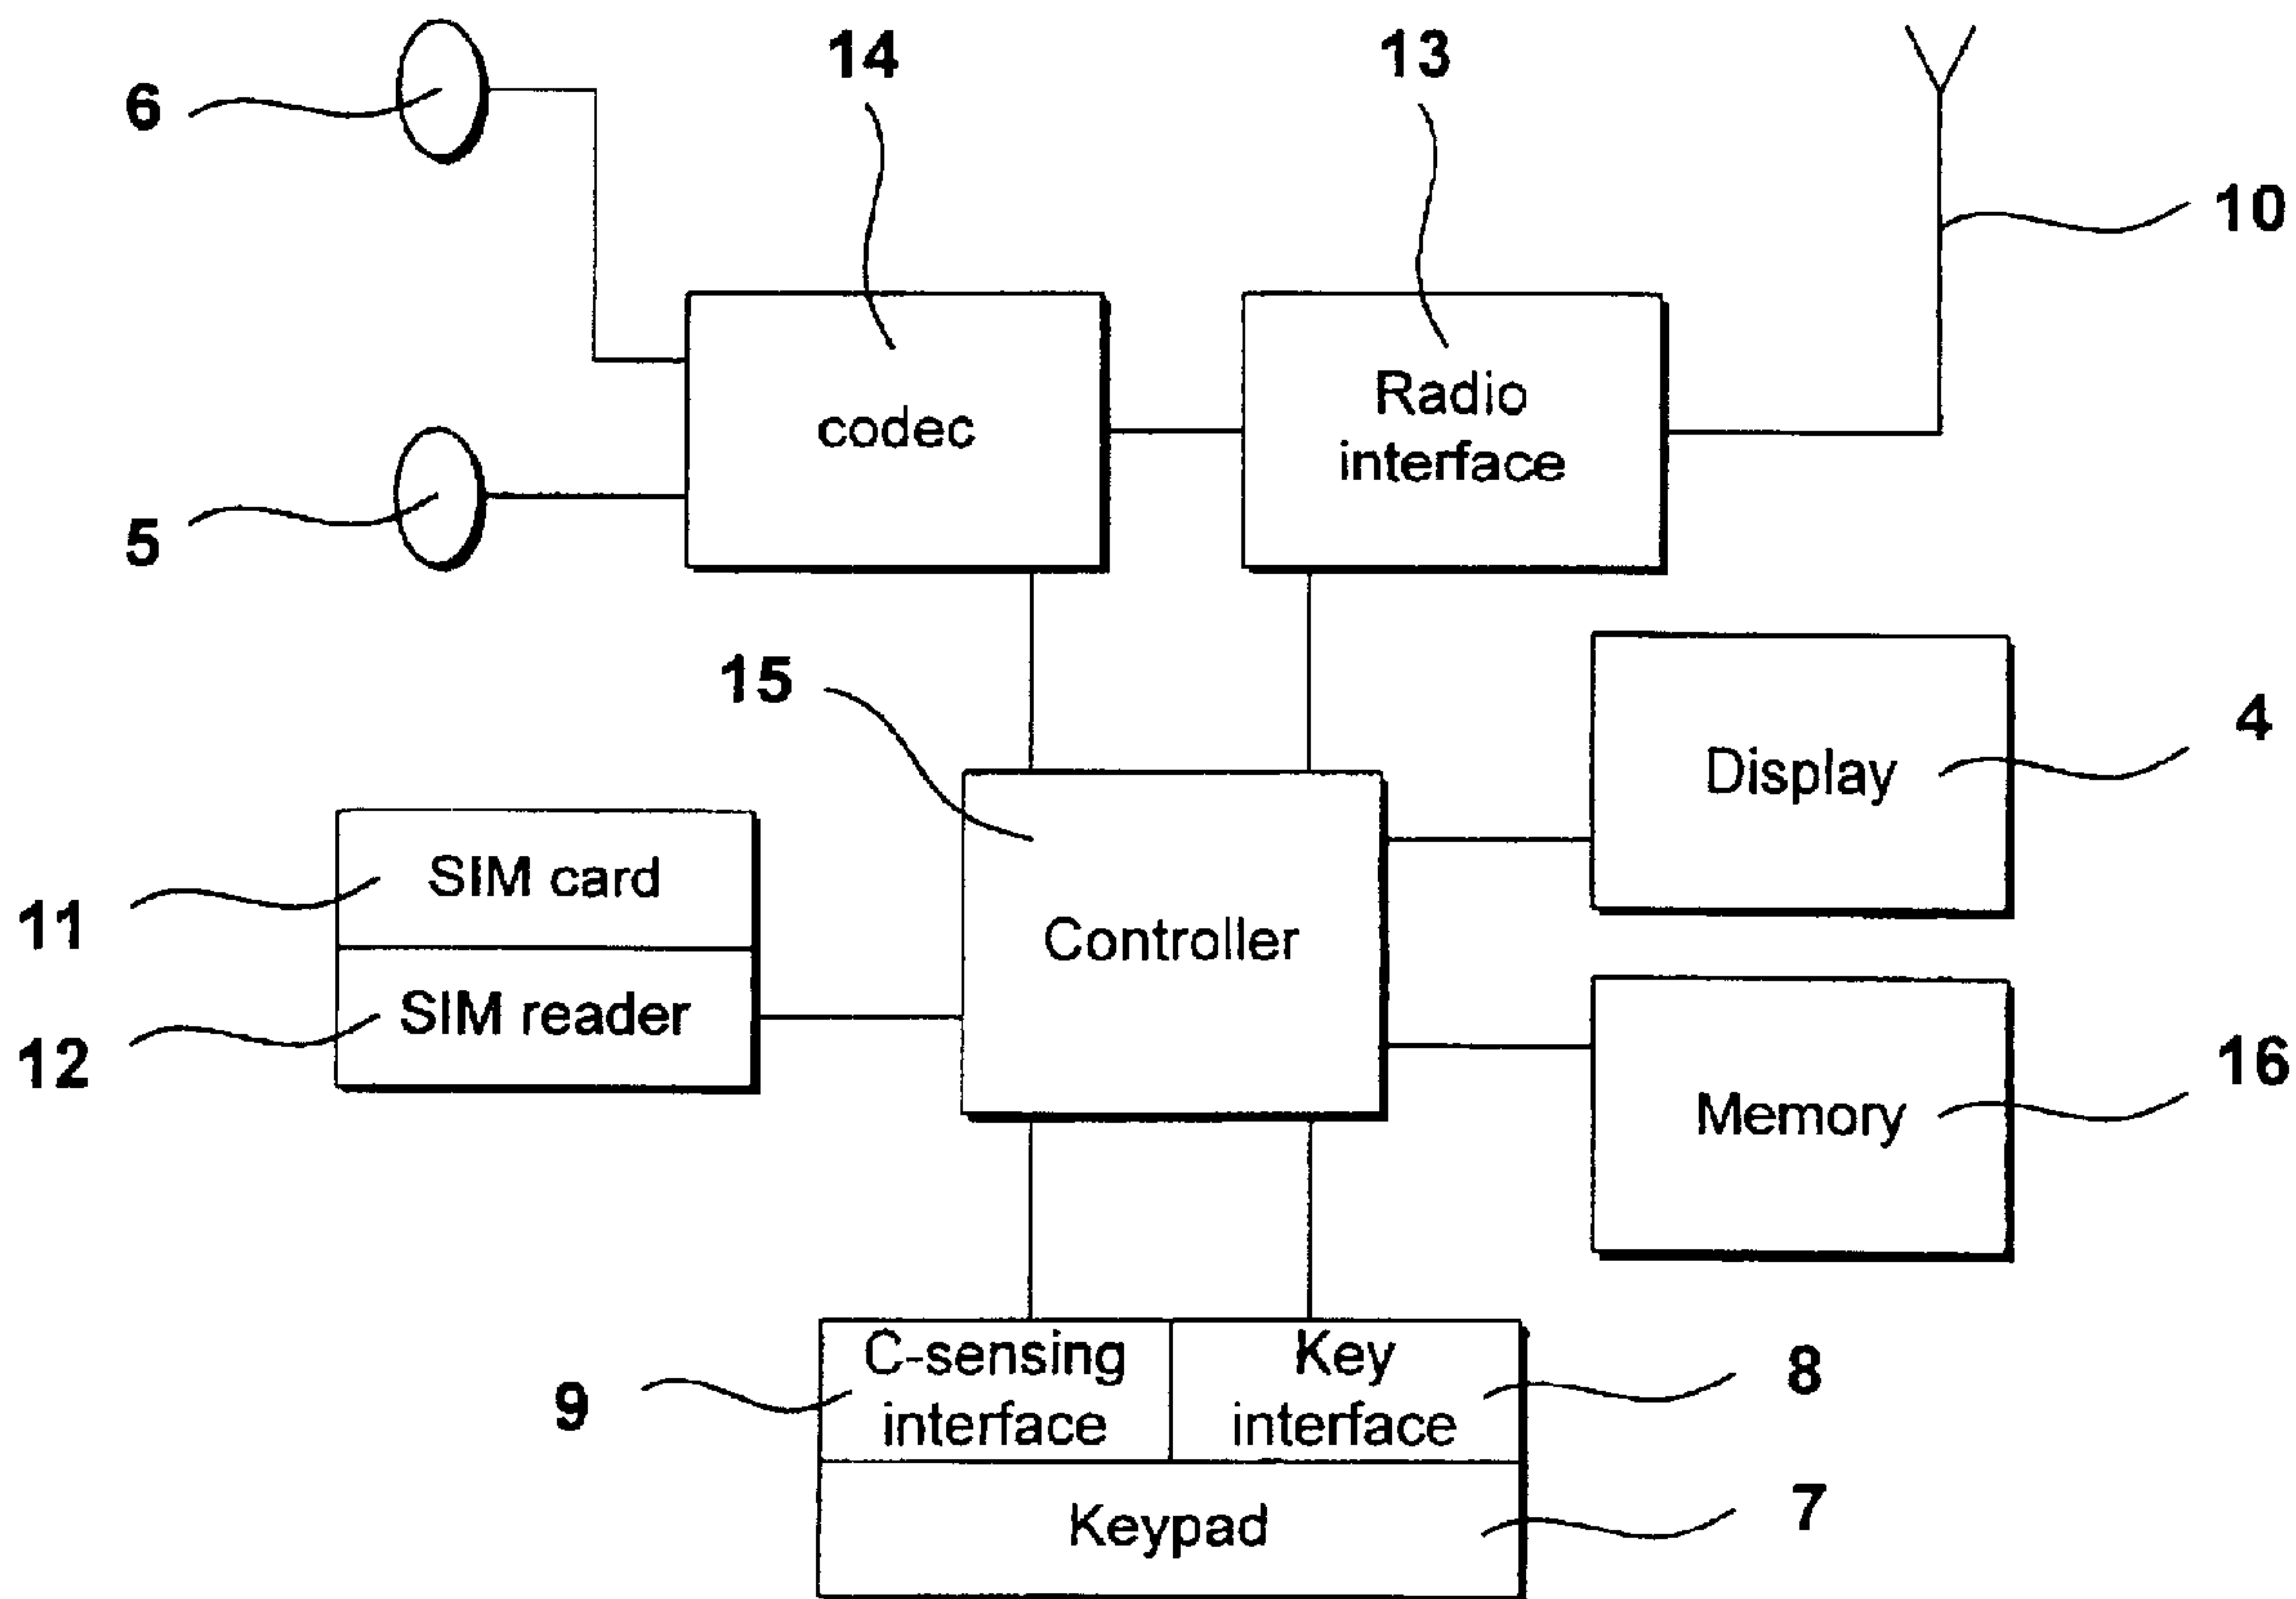 14
13
6
10
Radio
interface
codec
5
15
4
Display
SIM card
11
Controller
SIM reader
12
16
Memory
C-sensing
interface
Key
interface
8
9
7
Keypad